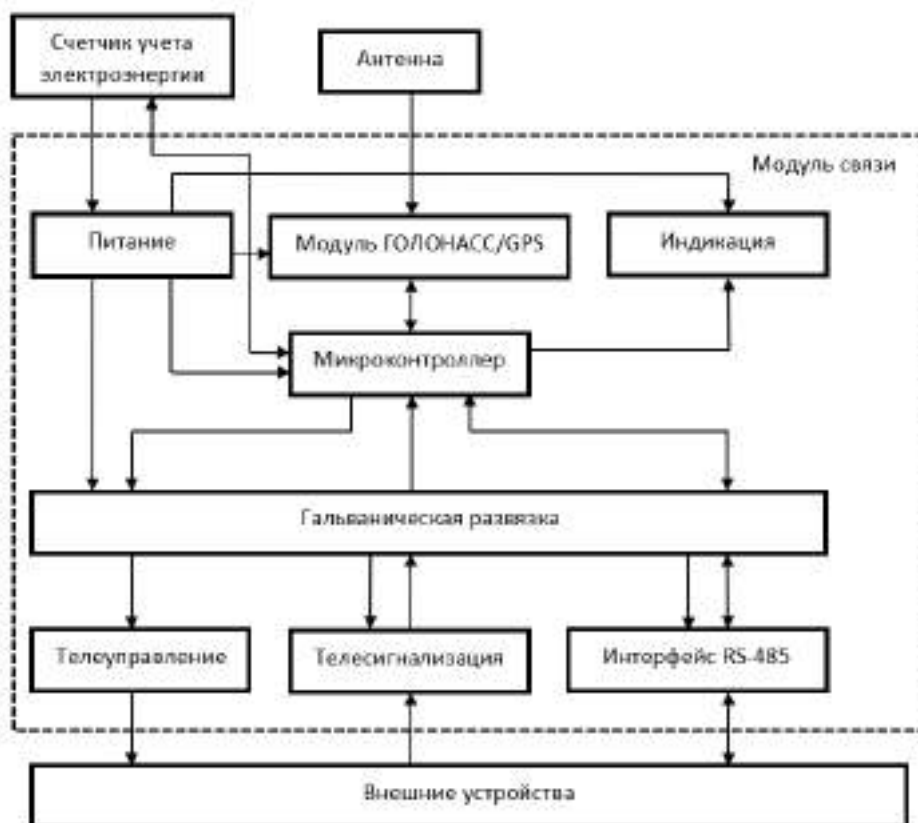 Счетчик учета
электроэнергии
Антенна
Модуль связи
Питание
Модуль ГОЛОНАСС/GPS
Индикация
Микроконтроллер
Гальваническая развязка
Телеуправление
Телесигнализация
Инторфейс RS-485
Внешние устройства